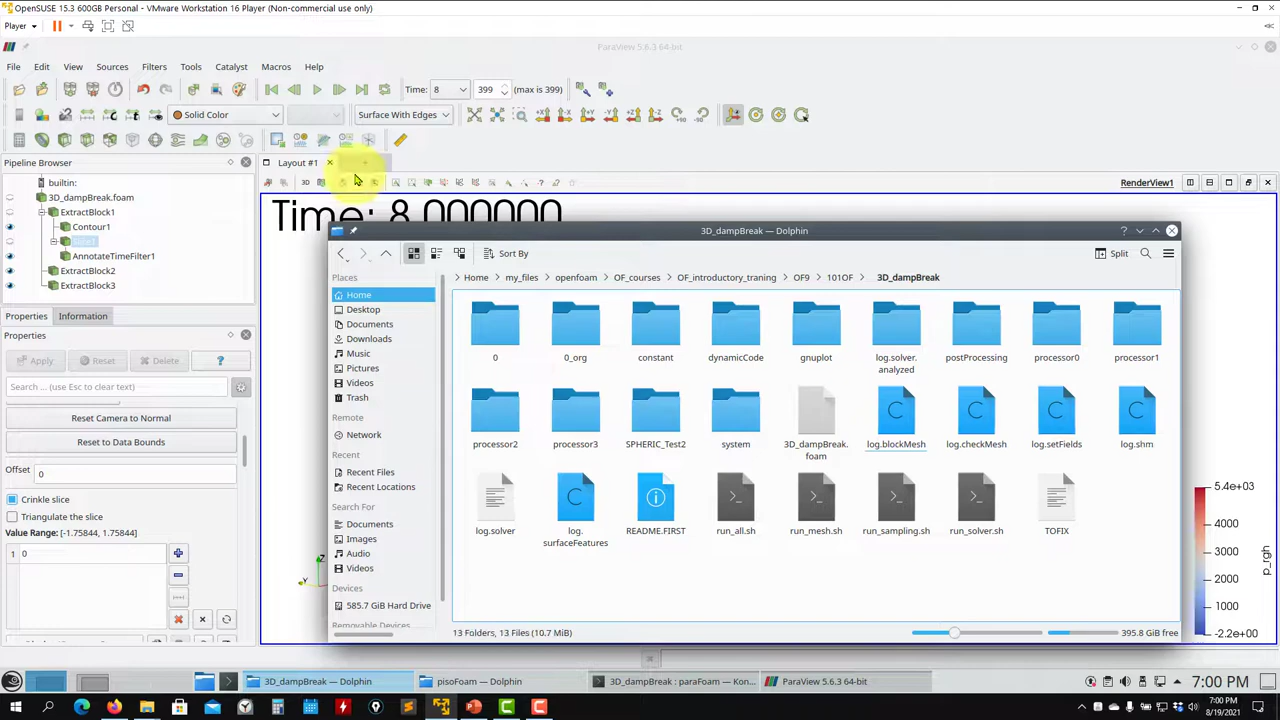 OpenSUSE 15.3 600GB Personal - VMware Workstation 16 Player (Non-commercial use only)
Player
ParaView 5.6.3 64-bit
File Edit View Sources Filters Tools Catalyst Macros Help
Time: 8 399 (max is 399)
Solid Color Surface With Edges
Pipeline Browser
Layout #1
builtin:
3D_dampBreak.foam
ExtractBlock1
Contour1
Slice1
AnnotateTimeFilter1
ExtractBlock2
ExtractBlock3
3D
RenderView1
Time: 8.000000
Properties Information
Properties
Apply Reset Delete ?
Search ... (use Esc to clear text)
Reset Camera to Normal
Reset to Data Bounds
Offset 0
Crinkle slice
Triangulate the slice
Value Range: [-1.75844, 1.75844]
1 0
3D_dampBreak — Dolphin
Sort By
Split
Places
Home
Desktop
Documents
Downloads
Music
Pictures
Videos
Trash
Remote
Network
Recent
Recent Files
Recent Locations
Search For
Documents
Images
Audio
Videos
Devices
585.7 GiB Hard Drive
Removable Devices
> Home > my_files > openfoam > OF_courses > OF_introductory_traning > OF9 > 101OF > 3D_dampBreak
0 0_org constant dynamicCode gnuplot log.solver.analyzed postProcessing processor0 processor1
processor2 processor3 SPHERIC_Test2 system 3D_dampBreak.foam log.blockMesh log.checkMesh log.setFields log.shm
log.solver log.surfaceFeatures README.FIRST run_all.sh run_mesh.sh run_sampling.sh run_solver.sh TOFIX
13 Folders, 13 Files (10.7 MiB)
395.8 GiB free
Z
Y
5.4e+03
4000
3000
2000
1000
-2.2e+00
p_rgh
3D_dampBreak — Dolphin pisoFoam — Dolphin 3D_dampBreak : paraFoam — Kon... ParaView 5.6.3 64-bit
7:00 PM
7:00 PM
8/19/2021